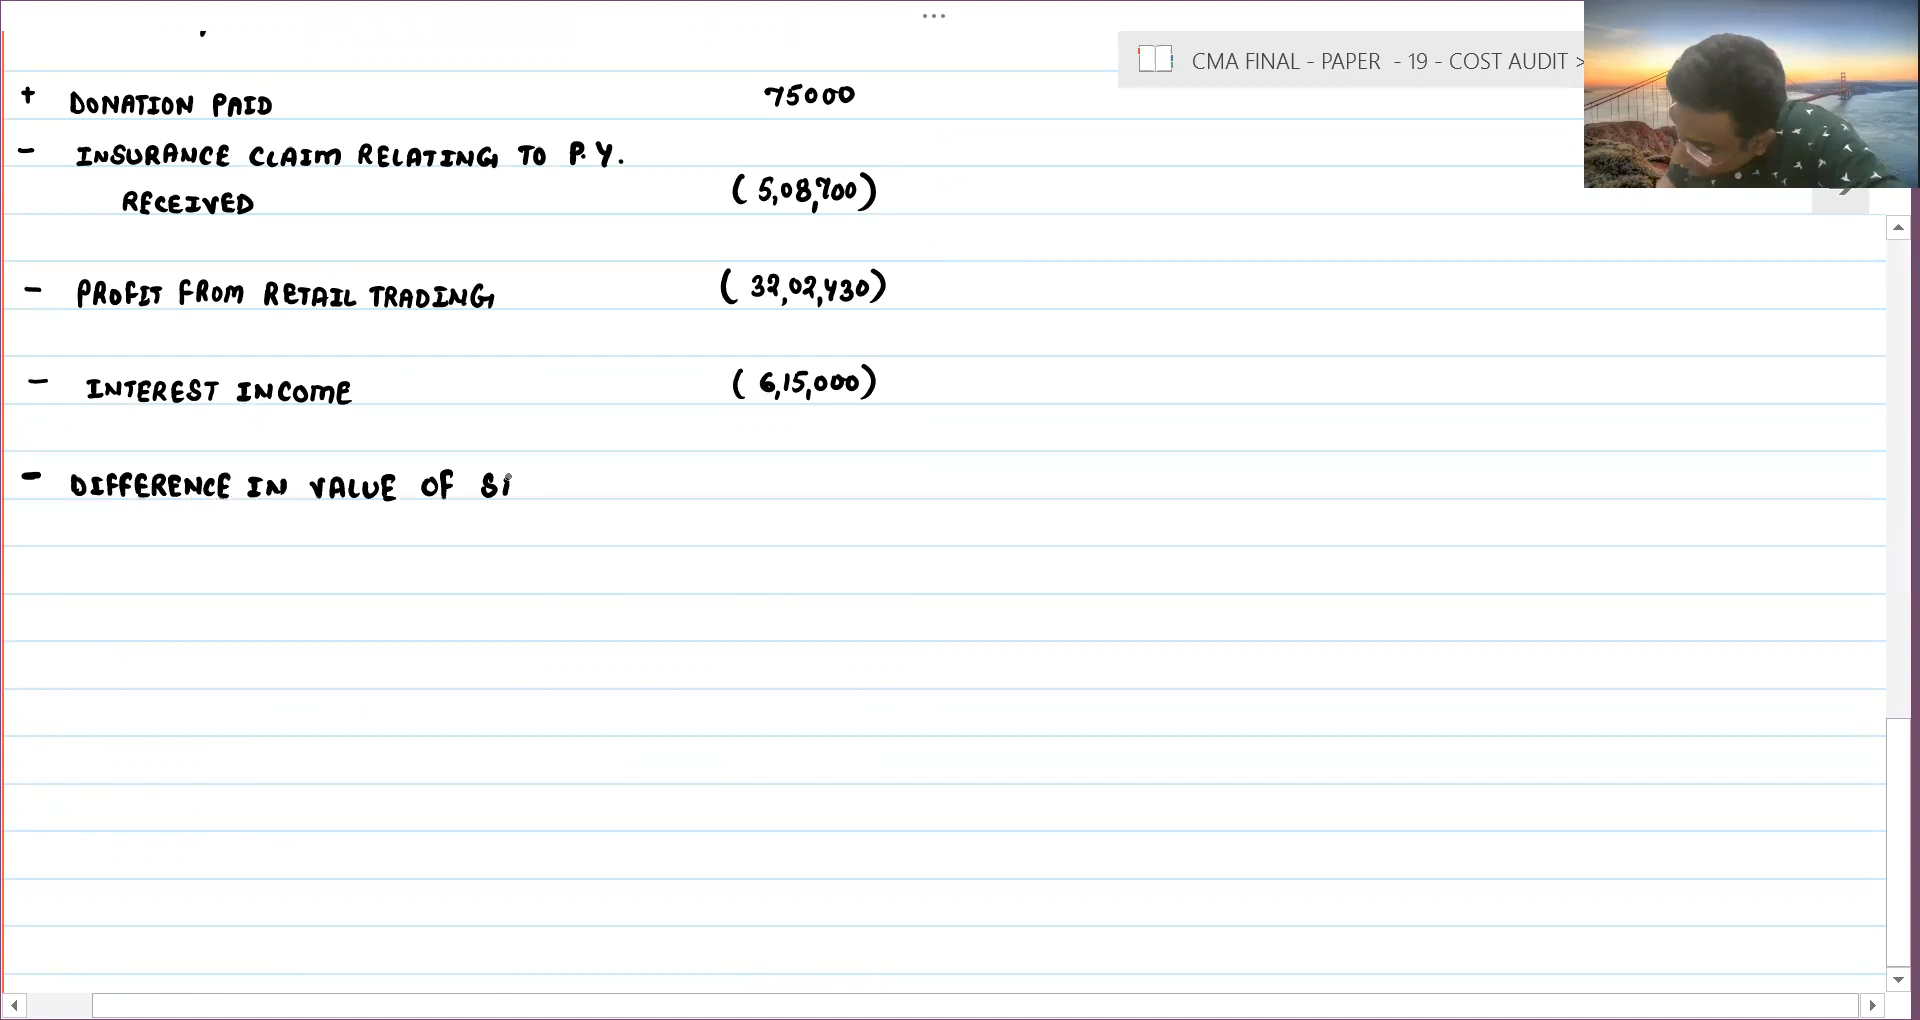 CMA FINAL - PAPER - 19 - COST AUDIT >
+ DONATION PAID 75000
- INSURANCE CLAIM RELATING TO P.Y.
RECEIVED (5,08,700)
- PROFIT FROM RETAIL TRADING (32,02,430)
- INTEREST INCOME (6,15,000)
- DIFFERENCE IN VALUE OF